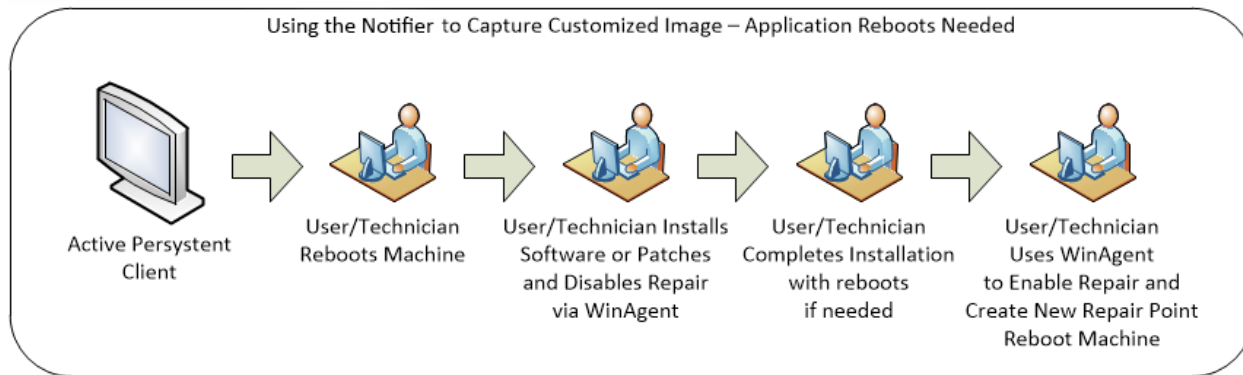 Using the Notifier to Capture Customized Image – Application Reboots Needed
Active Persystent
Client
User/Technician
Reboots Machine
User/Technician Installs
Software or Patches
and Disables Repair
via WinAgent
User/Technician
Completes Installation
with reboots
if needed
User/Technician
Uses WinAgent
to Enable Repair and
Create New Repair Point
Reboot Machine